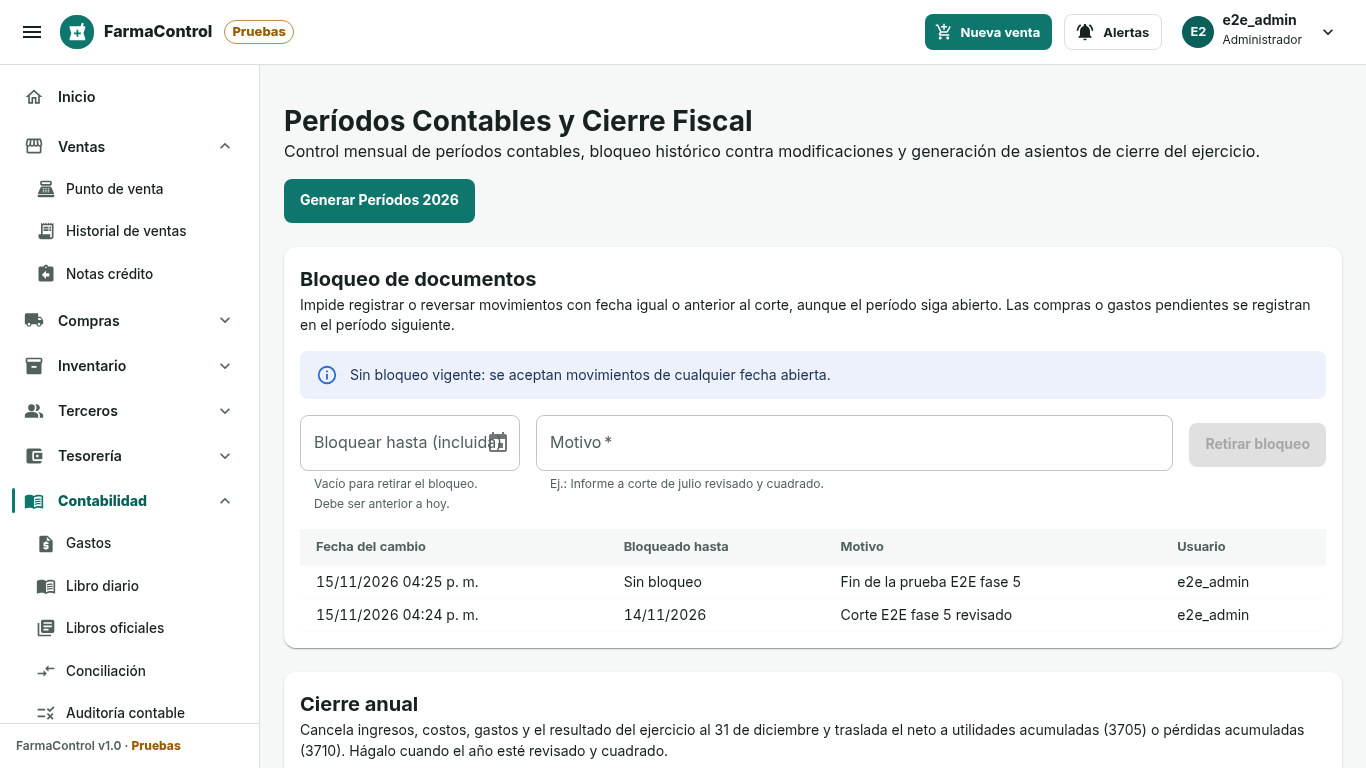 FarmaControl
Pruebas
Nueva venta
Alertas
E2
e2e_admin
Administrador
Inicio
Ventas
Punto de venta
Historial de ventas
Notas crédito
Compras
Inventario
Terceros
Tesorería
Contabilidad
Gastos
Libro diario
Libros oficiales
Conciliación
Auditoría contable
FarmaControl v1.0 · Pruebas
Períodos Contables y Cierre Fiscal
Control mensual de períodos contables, bloqueo histórico contra modificaciones y generación de asientos de cierre del ejercicio.
Generar Períodos 2026
Bloqueo de documentos
Impide registrar o reversar movimientos con fecha igual o anterior al corte, aunque el período siga abierto. Las compras o gastos pendientes se registran
en el período siguiente.
Sin bloqueo vigente: se aceptan movimientos de cualquier fecha abierta.
Bloquear hasta (incluida)
Motivo *
Retirar bloqueo
Vacío para retirar el bloqueo.
Debe ser anterior a hoy.
Ej.: Informe a corte de julio revisado y cuadrado.
Fecha del cambio Bloqueado hasta Motivo Usuario
15/11/2026 04:25 p. m. Sin bloqueo Fin de la prueba E2E fase 5 e2e_admin
15/11/2026 04:24 p. m. 14/11/2026 Corte E2E fase 5 revisado e2e_admin
Cierre anual
Cancela ingresos, costos, gastos y el resultado del ejercicio al 31 de diciembre y traslada el neto a utilidades acumuladas (3705) o pérdidas acumuladas
(3710). Hágalo cuando el año esté revisado y cuadrado.